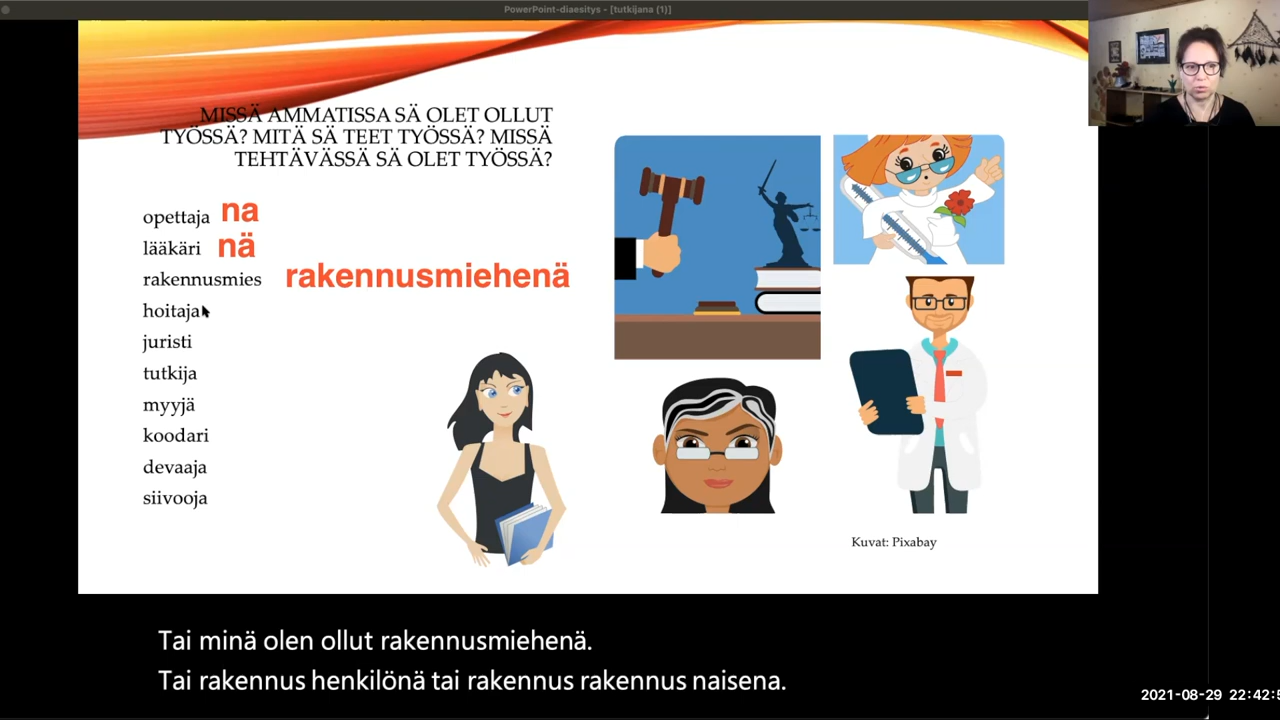 PowerPoint-diaesitys - [tutkijana (1)]
MISSÄ AMMATISSA SÄ OLET OLLUT
TYÖSSÄ? MITÄ SÄ TEET TYÖSSÄ? MISSÄ
TEHTÄVÄSSÄ SÄ OLET TYÖSSÄ?
opettaja na
lääkäri nä
rakennusmies rakennusmiehenä
hoitaja
juristi
tutkija
myyjä
koodari
devaaja
siivooja
Kuvat: Pixabay
Tai minä olen ollut rakennusmiehenä.
Tai rakennus henkilönä tai rakennus rakennus naisena.
2021-08-29 22:42:5